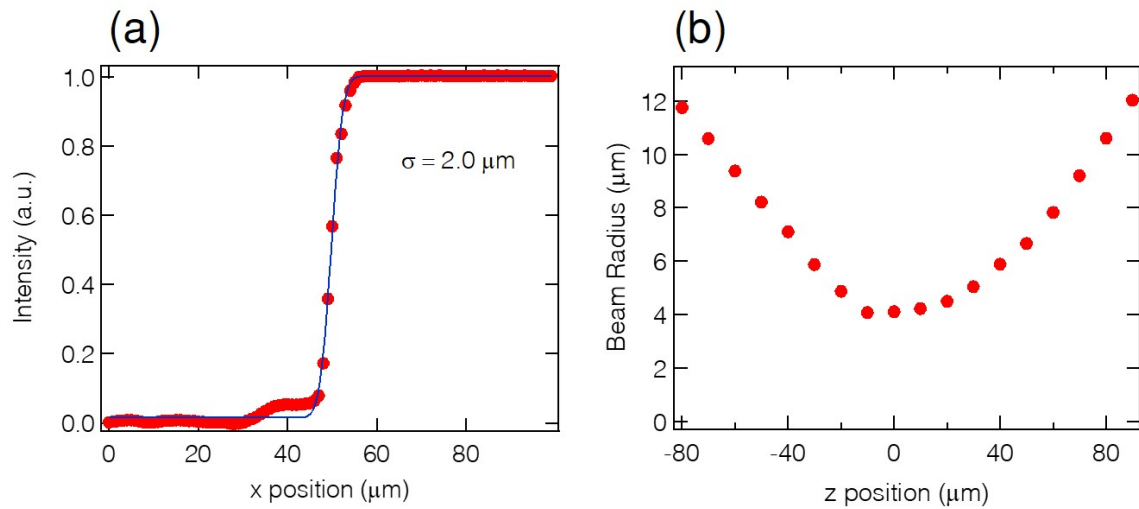 (a)
Intensity (a.u.)
1.0
0.8
0.6
0.4
0.2
0.0
σ = 2.0 μm
0 20 40 60 80
x position (μm)
(b)
Beam Radius (μm)
12
10
8
6
4
2
0
-80 -40 0 40 80
z position (μm)